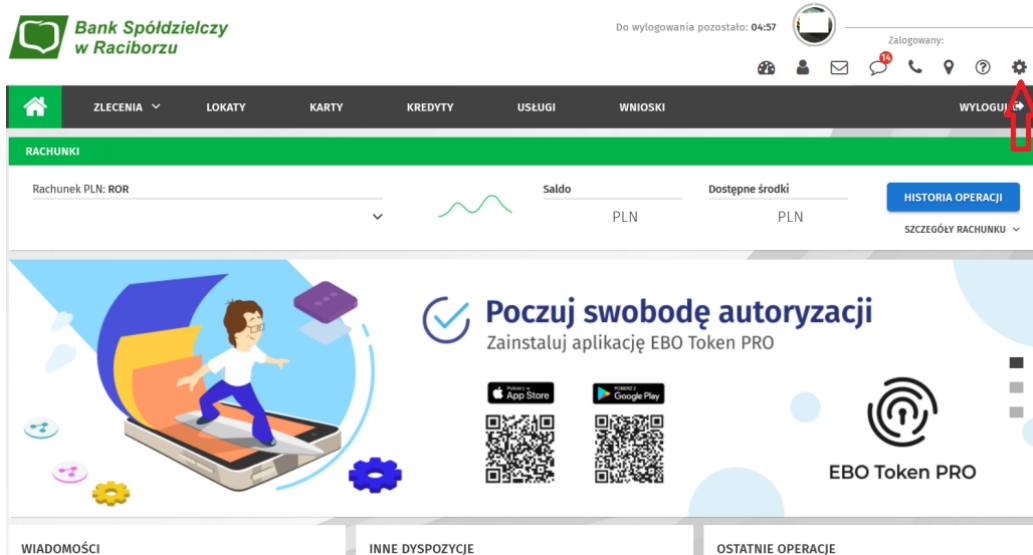 Bank Spółdzielczy
w Raciborzu
Do wylogowania pozostało: 04:57
Zalogowany:
14
ZLECENIA
LOKATY
KARTY
KREDYTY
USŁUGI
WNIOSKI
WYLOGUJ
RACHUNKI
Rachunek PLN: ROR
Saldo
Dostępne środki
PLN
PLN
HISTORIA OPERACJI
SZCZEGÓŁY RACHUNKU
Poczuj swobodę autoryzacji
Zainstaluj aplikację EBO Token PRO
Pobierz w
App Store
POBIERZ Z
Google Play
EBO Token PRO
WIADOMOŚCI
INNE DYSPOZYCJE
OSTATNIE OPERACJE